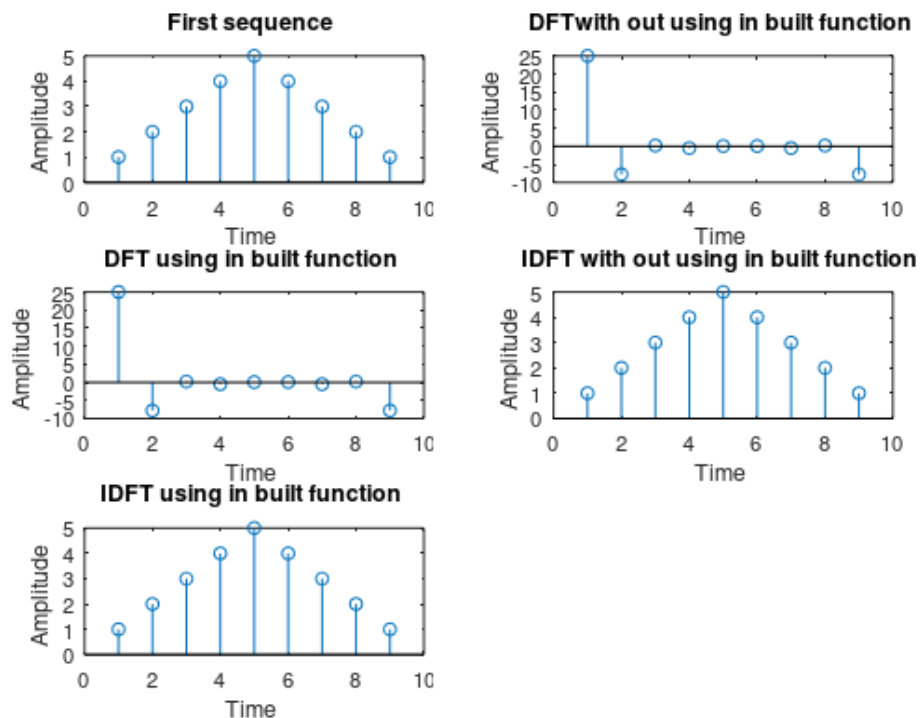 First sequence
5
4
3
2
1
0
Amplitude
0 2 4 6 8 10
Time
DFTwith out using in built function
25
20
15
10
5
0
-5
-10
Amplitude
0 2 4 6 8 10
Time
DFT using in built function
25
20
15
10
5
0
-5
-10
Amplitude
0 2 4 6 8 10
Time
IDFT with out using in built function
5
4
3
2
1
0
Amplitude
0 2 4 6 8 10
Time
IDFT using in built function
5
4
3
2
1
0
Amplitude
0 2 4 6 8 10
Time